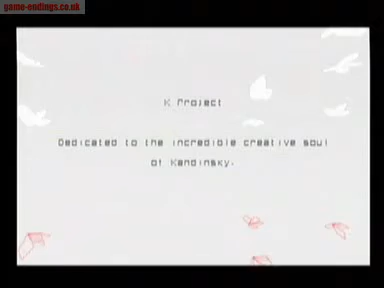 game-endings.co.uk
K Project
Dedicated to the incredible creative soul
of Kandinsky.